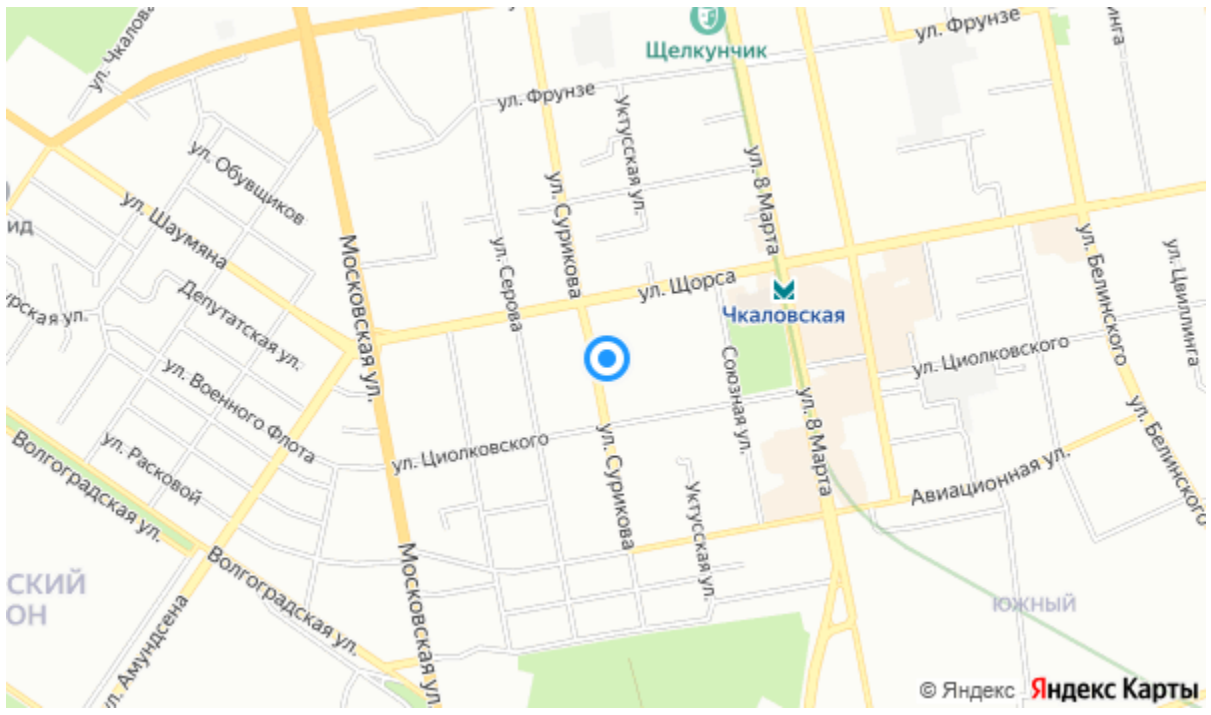 ул. Чкалова
Щелкунчик
ул. Фрунзе
ул. Фрунзе
Уктусская ул.
ул. Обувщиков
ул. 8 Марта
ул. Сурикова
ул. Шаумяна
ул. Серова
Московская ул.
ул. Щорса
ул. Белинского
ул. Цвиллинга
Депутатская ул.
Чкаловская
ул. Военного Флота
Союзная ул.
ул. Циолковского
ул. 8 Марта
ул. Белинского
ул. Расковой
Волгоградская ул.
ул. Циолковского
ул. Сурикова
Уктусская ул.
Авиационная ул.
Волгоградская ул.
Московская ул.
ул. Амундсена
СКИЙ
ОН
ЮЖНЫЙ
© Яндекс Яндекс Карты